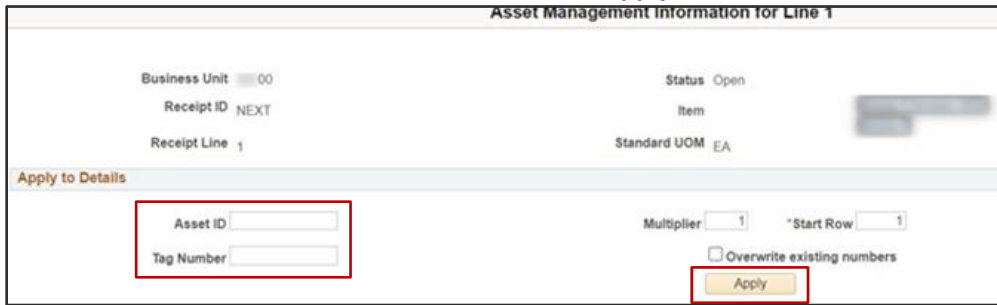 Asset Management Information for Line 1
Business Unit 00 Status Open
Receipt ID NEXT Item
Receipt Line 1 Standard UOM EA
Apply to Details
Asset ID Multiplier 1 *Start Row 1
Tag Number Overwrite existing numbers
Apply